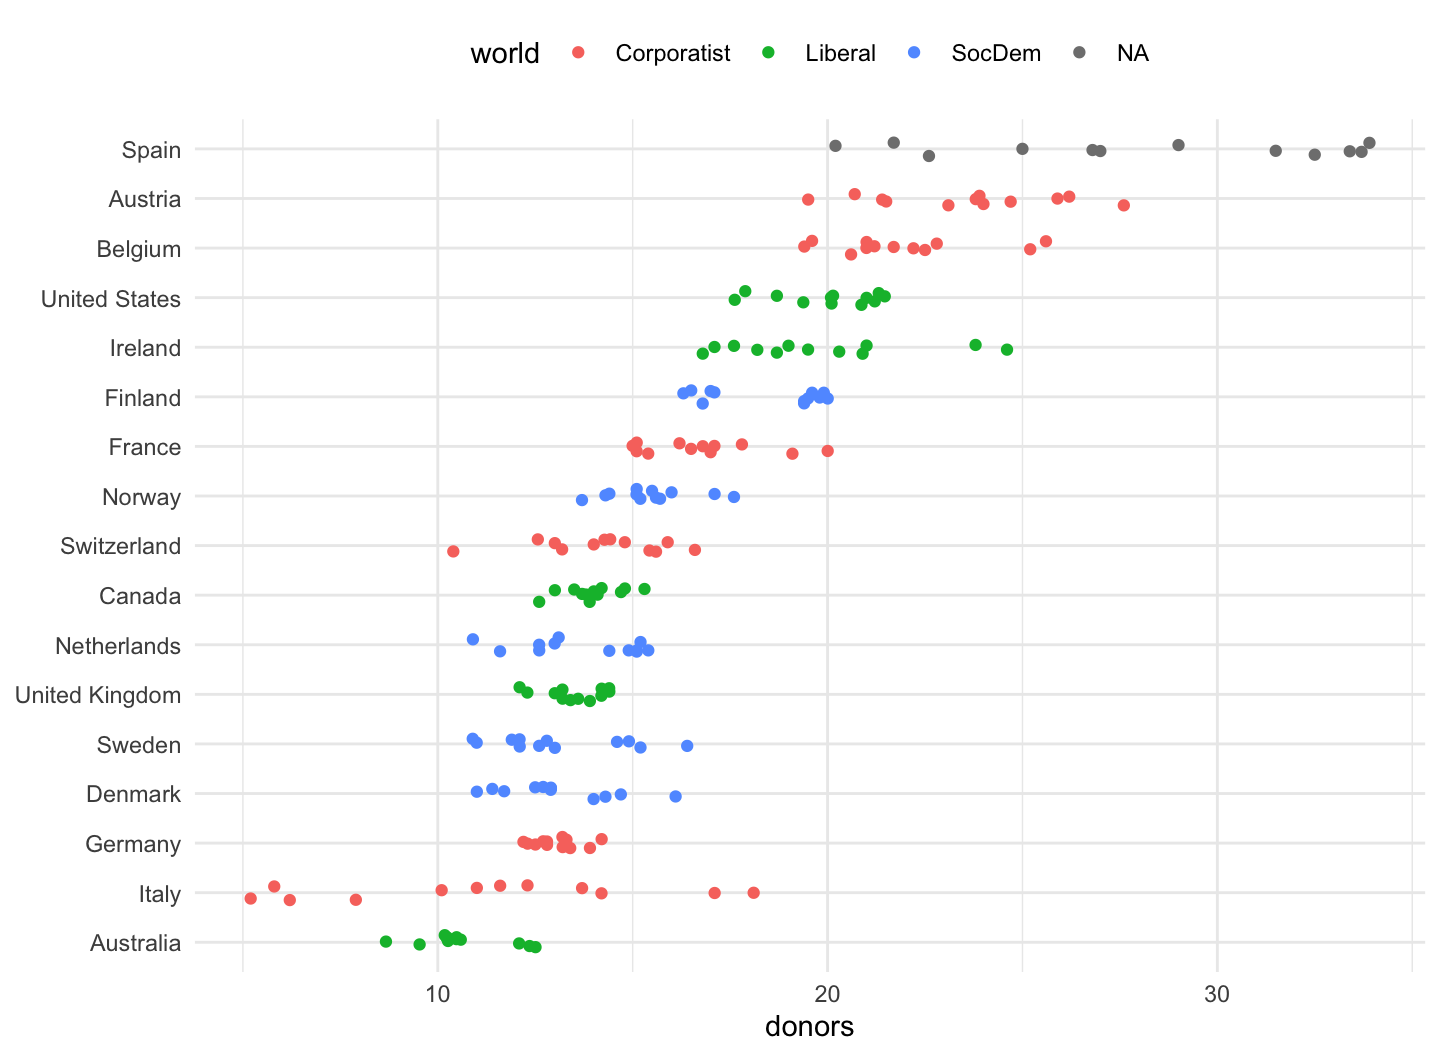 world Corporatist Liberal SocDem NA
Spain
Austria
Belgium
United States
Ireland
Finland
France
Norway
Switzerland
Canada
Netherlands
United Kingdom
Sweden
Denmark
Germany
Italy
Australia
10 20 30
donors